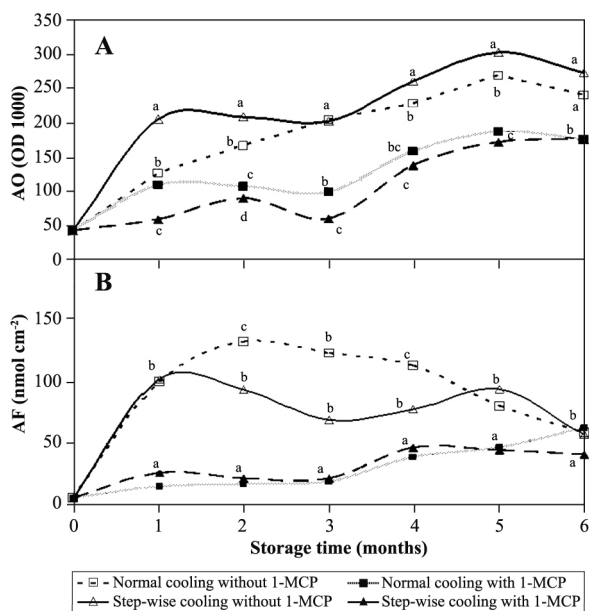 A
AO (OD 1000)
350
300
250
200
150
100
50
0
a
a
a
a
a
a
b
b
b
b
a
b
c
b
bc
c
b
c
d
c
c
B
AF (nmol cm-2)
150
100
50
0
b
c
b
c
b
b
b
b
b
b
a
a
a
a
a
a
0 1 2 3 4 5 6
Storage time (months)
Normal cooling without 1-MCP
Normal cooling with 1-MCP
Step-wise cooling without 1-MCP
Step-wise cooling with 1-MCP